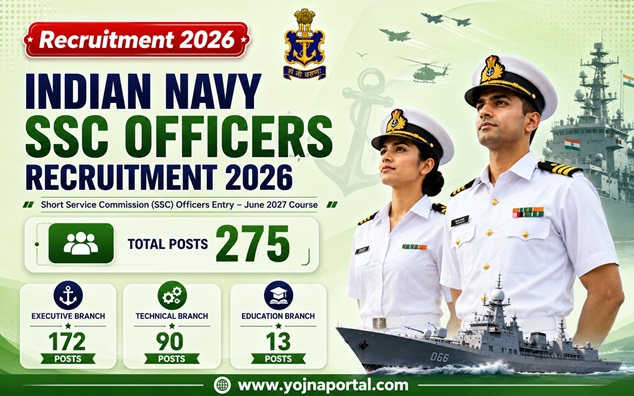 Recruitment 2026
INDIAN NAVY
SSC OFFICERS
RECRUITMENT 2026
Short Service Commission (SSC) Officers Entry – June 2027 Course
TOTAL POSTS 275
EXECUTIVE BRANCH
172
POSTS
TECHNICAL BRANCH
90
POSTS
EDUCATION BRANCH
13
POSTS
D66
www.yojnaportal.com